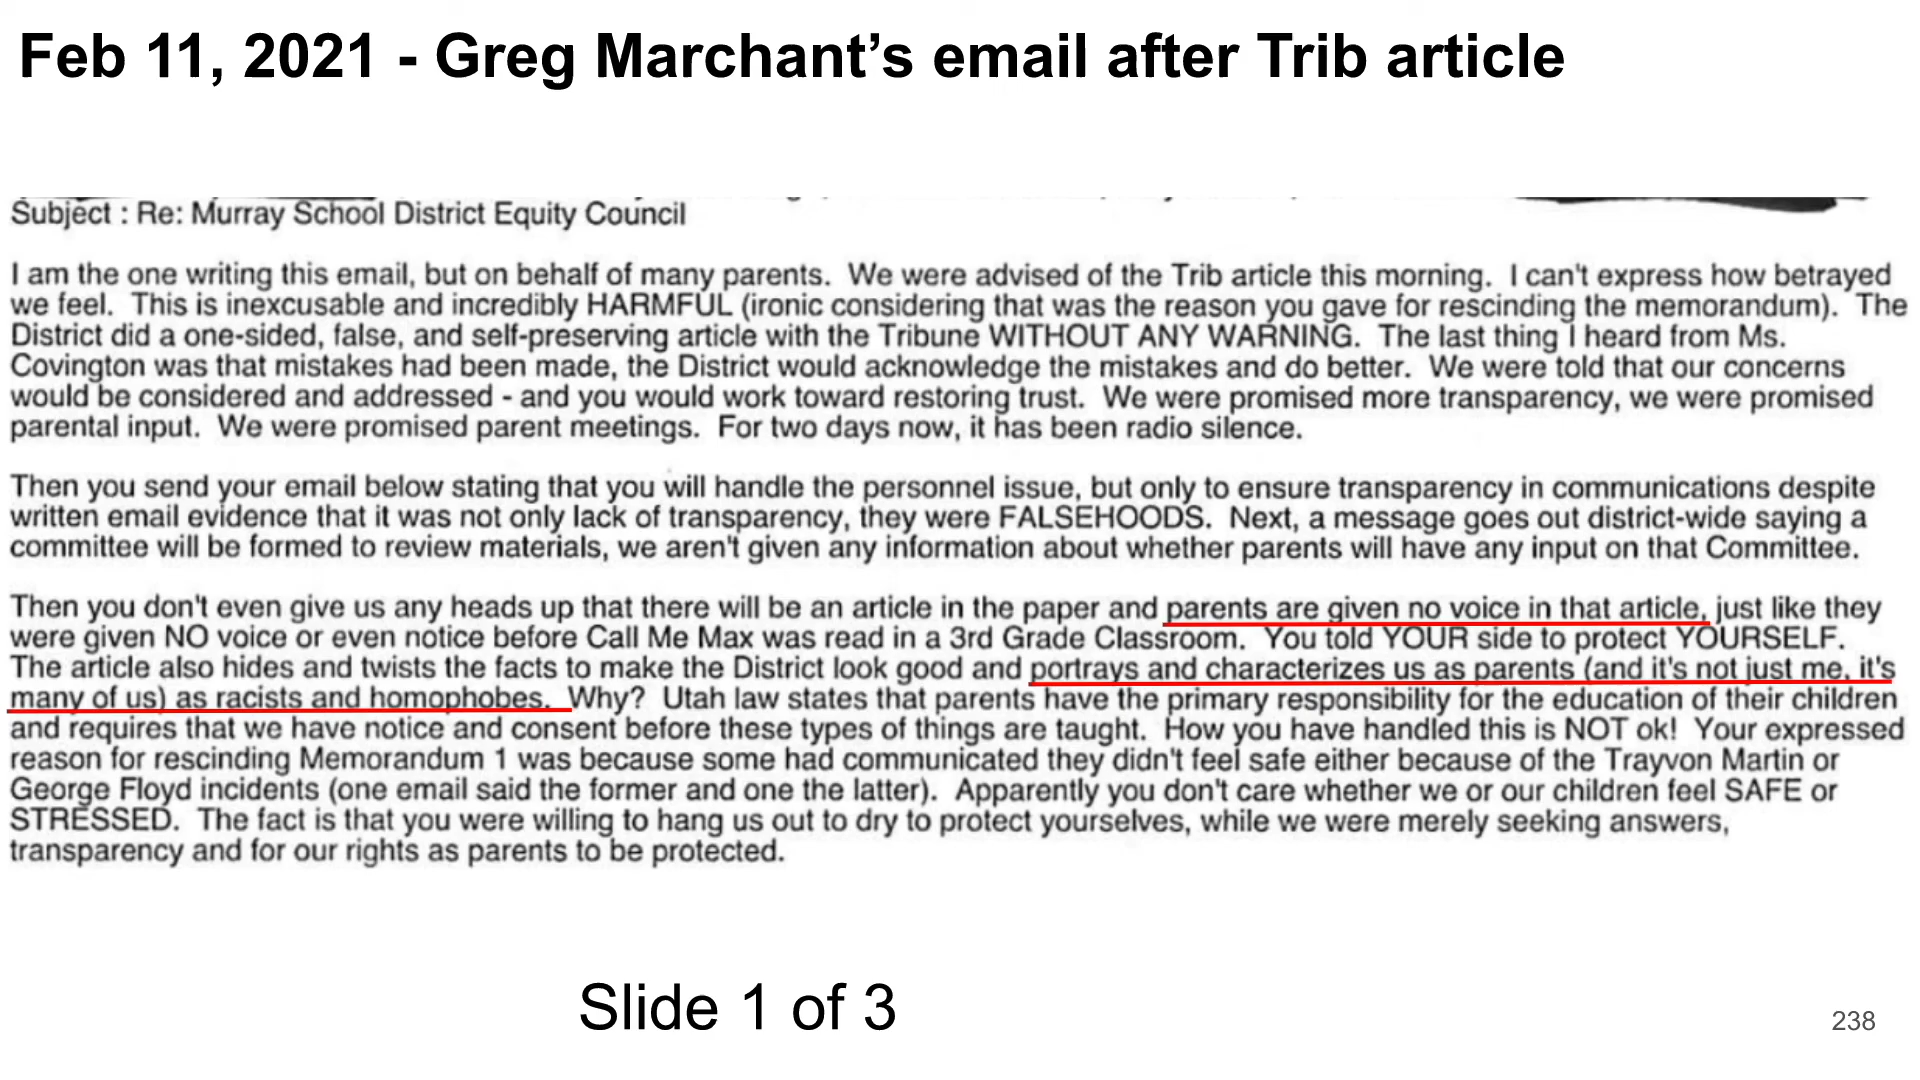 Feb 11, 2021 - Greg Marchant’s email after Trib article
Subject : Re: Murray School District Equity Council
I am the one writing this email, but on behalf of many parents.  We were advised of the Trib article this morning.  I can't express how betrayed
we feel.  This is inexcusable and incredibly HARMFUL (ironic considering that was the reason you gave for rescinding the memorandum).  The
District did a one-sided, false, and self-preserving article with the Tribune WITHOUT ANY WARNING.  The last thing I heard from Ms.
Covington was that mistakes had been made, the District would acknowledge the mistakes and do better.  We were told that our concerns
would be considered and addressed - and you would work toward restoring trust.  We were promised more transparency, we were promised
parental input.  We were promised parent meetings.  For two days now, it has been radio silence.
Then you send your email below stating that you will handle the personnel issue, but only to ensure transparency in communications despite
written email evidence that it was not only lack of transparency, they were FALSEHOODS.  Next, a message goes out district-wide saying a
committee will be formed to review materials, we aren't given any information about whether parents will have any input on that Committee.
Then you don't even give us any heads up that there will be an article in the paper and parents are given no voice in that article, just like they
were given NO voice or even notice before Call Me Max was read in a 3rd Grade Classroom.  You told YOUR side to protect YOURSELF.
The article also hides and twists the facts to make the District look good and portrays and characterizes us as parents (and it's not just me, it's
many of us) as racists and homophobes.  Why?  Utah law states that parents have the primary responsibility for the education of their children
and requires that we have notice and consent before these types of things are taught.  How you have handled this is NOT ok!  Your expressed
reason for rescinding Memorandum 1 was because some had communicated they didn't feel safe either because of the Trayvon Martin or
George Floyd incidents (one email said the former and one the latter).  Apparently you don't care whether we or our children feel SAFE or
STRESSED.  The fact is that you were willing to hang us out to dry to protect yourselves, while we were merely seeking answers,
transparency and for our rights as parents to be protected.
Slide 1 of 3
238